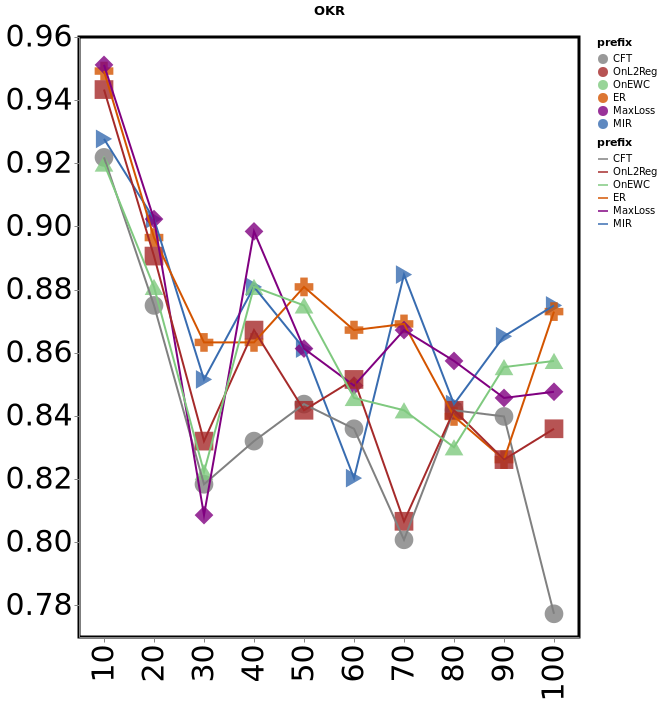 OKR
0.96
0.94
0.92
0.90
0.88
0.86
0.84
0.82
0.80
0.78
10
20
30
40
50
60
70
80
90
100
prefix
CFT
OnL2Reg
OnEWC
ER
MaxLoss
MIR
prefix
CFT
OnL2Reg
OnEWC
ER
MaxLoss
MIR